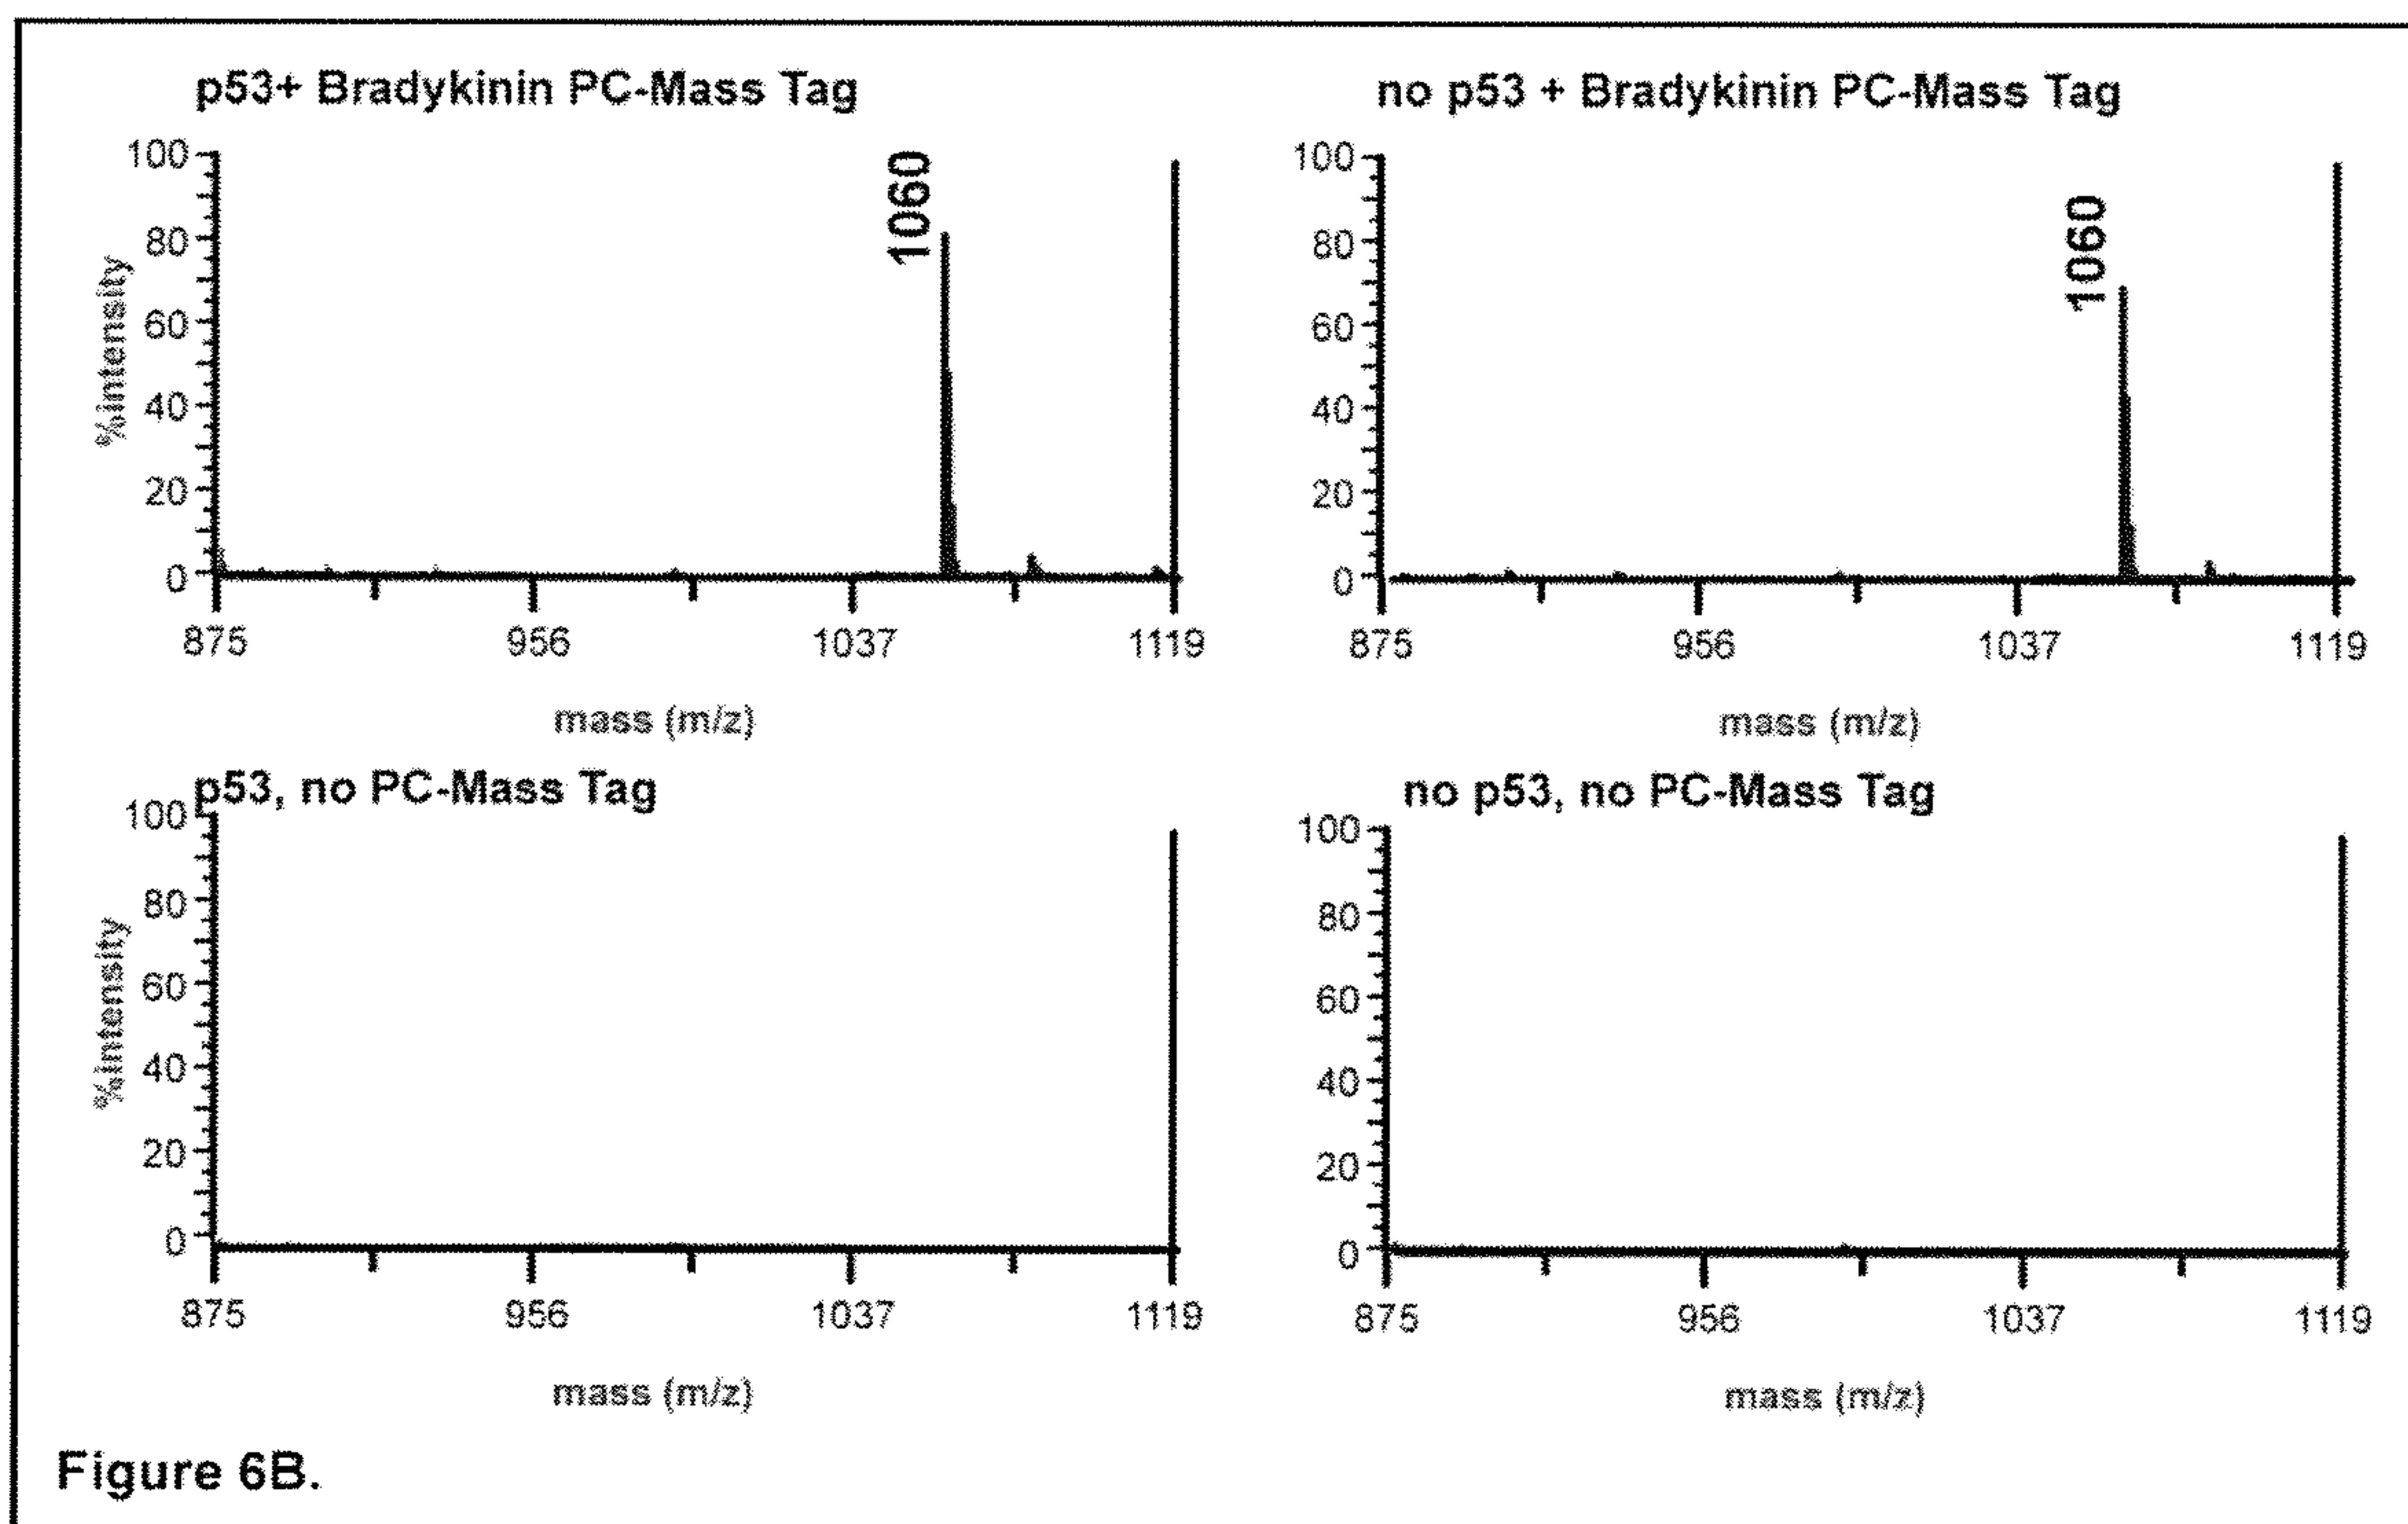 p53+ Bradykinin PC-Mass Tag
100
80
60
40
20
0
%intensity
1060
875 956 1037 1119
mass (m/z)
no p53 + Bradykinin PC-Mass Tag
100
80
60
40
20
0
1060
875 956 1037 1119
mass (m/z)
p53, no PC-Mass Tag
100
80
60
40
20
0
%intensity
875 956 1037 1119
mass (m/z)
no p53, no PC-Mass Tag
100
80
60
40
20
0
875 956 1037 1119
mass (m/z)
Figure 6B.